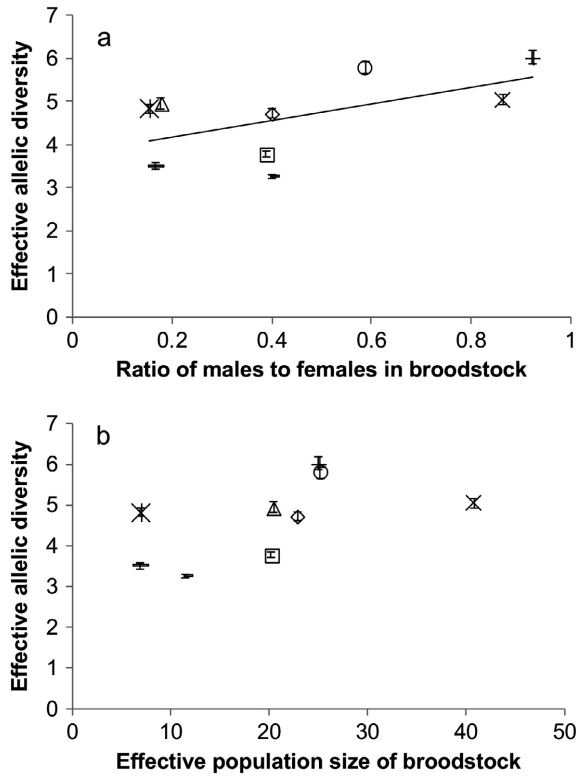 a
Effective allelic diversity
7
6
5
4
3
2
1
0
0 0.2 0.4 0.6 0.8 1
Ratio of males to females in broodstock
b
Effective allelic diversity
7
6
5
4
3
2
1
0
0 10 20 30 40 50
Effective population size of broodstock